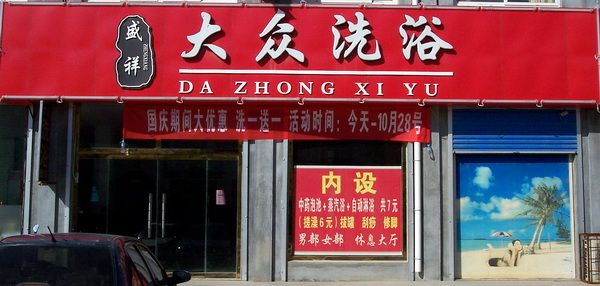 盛祥
SHENGXIANG
大众洗浴
DA ZHONG XI YU
国庆期间大优惠 洗一送一 活动时间：今天-10月28号
内设
中药泡池+蒸汽浴+自动淋浴 共7元
（搓澡6元）拔罐 刮痧 修脚
男部女部 休息大厅